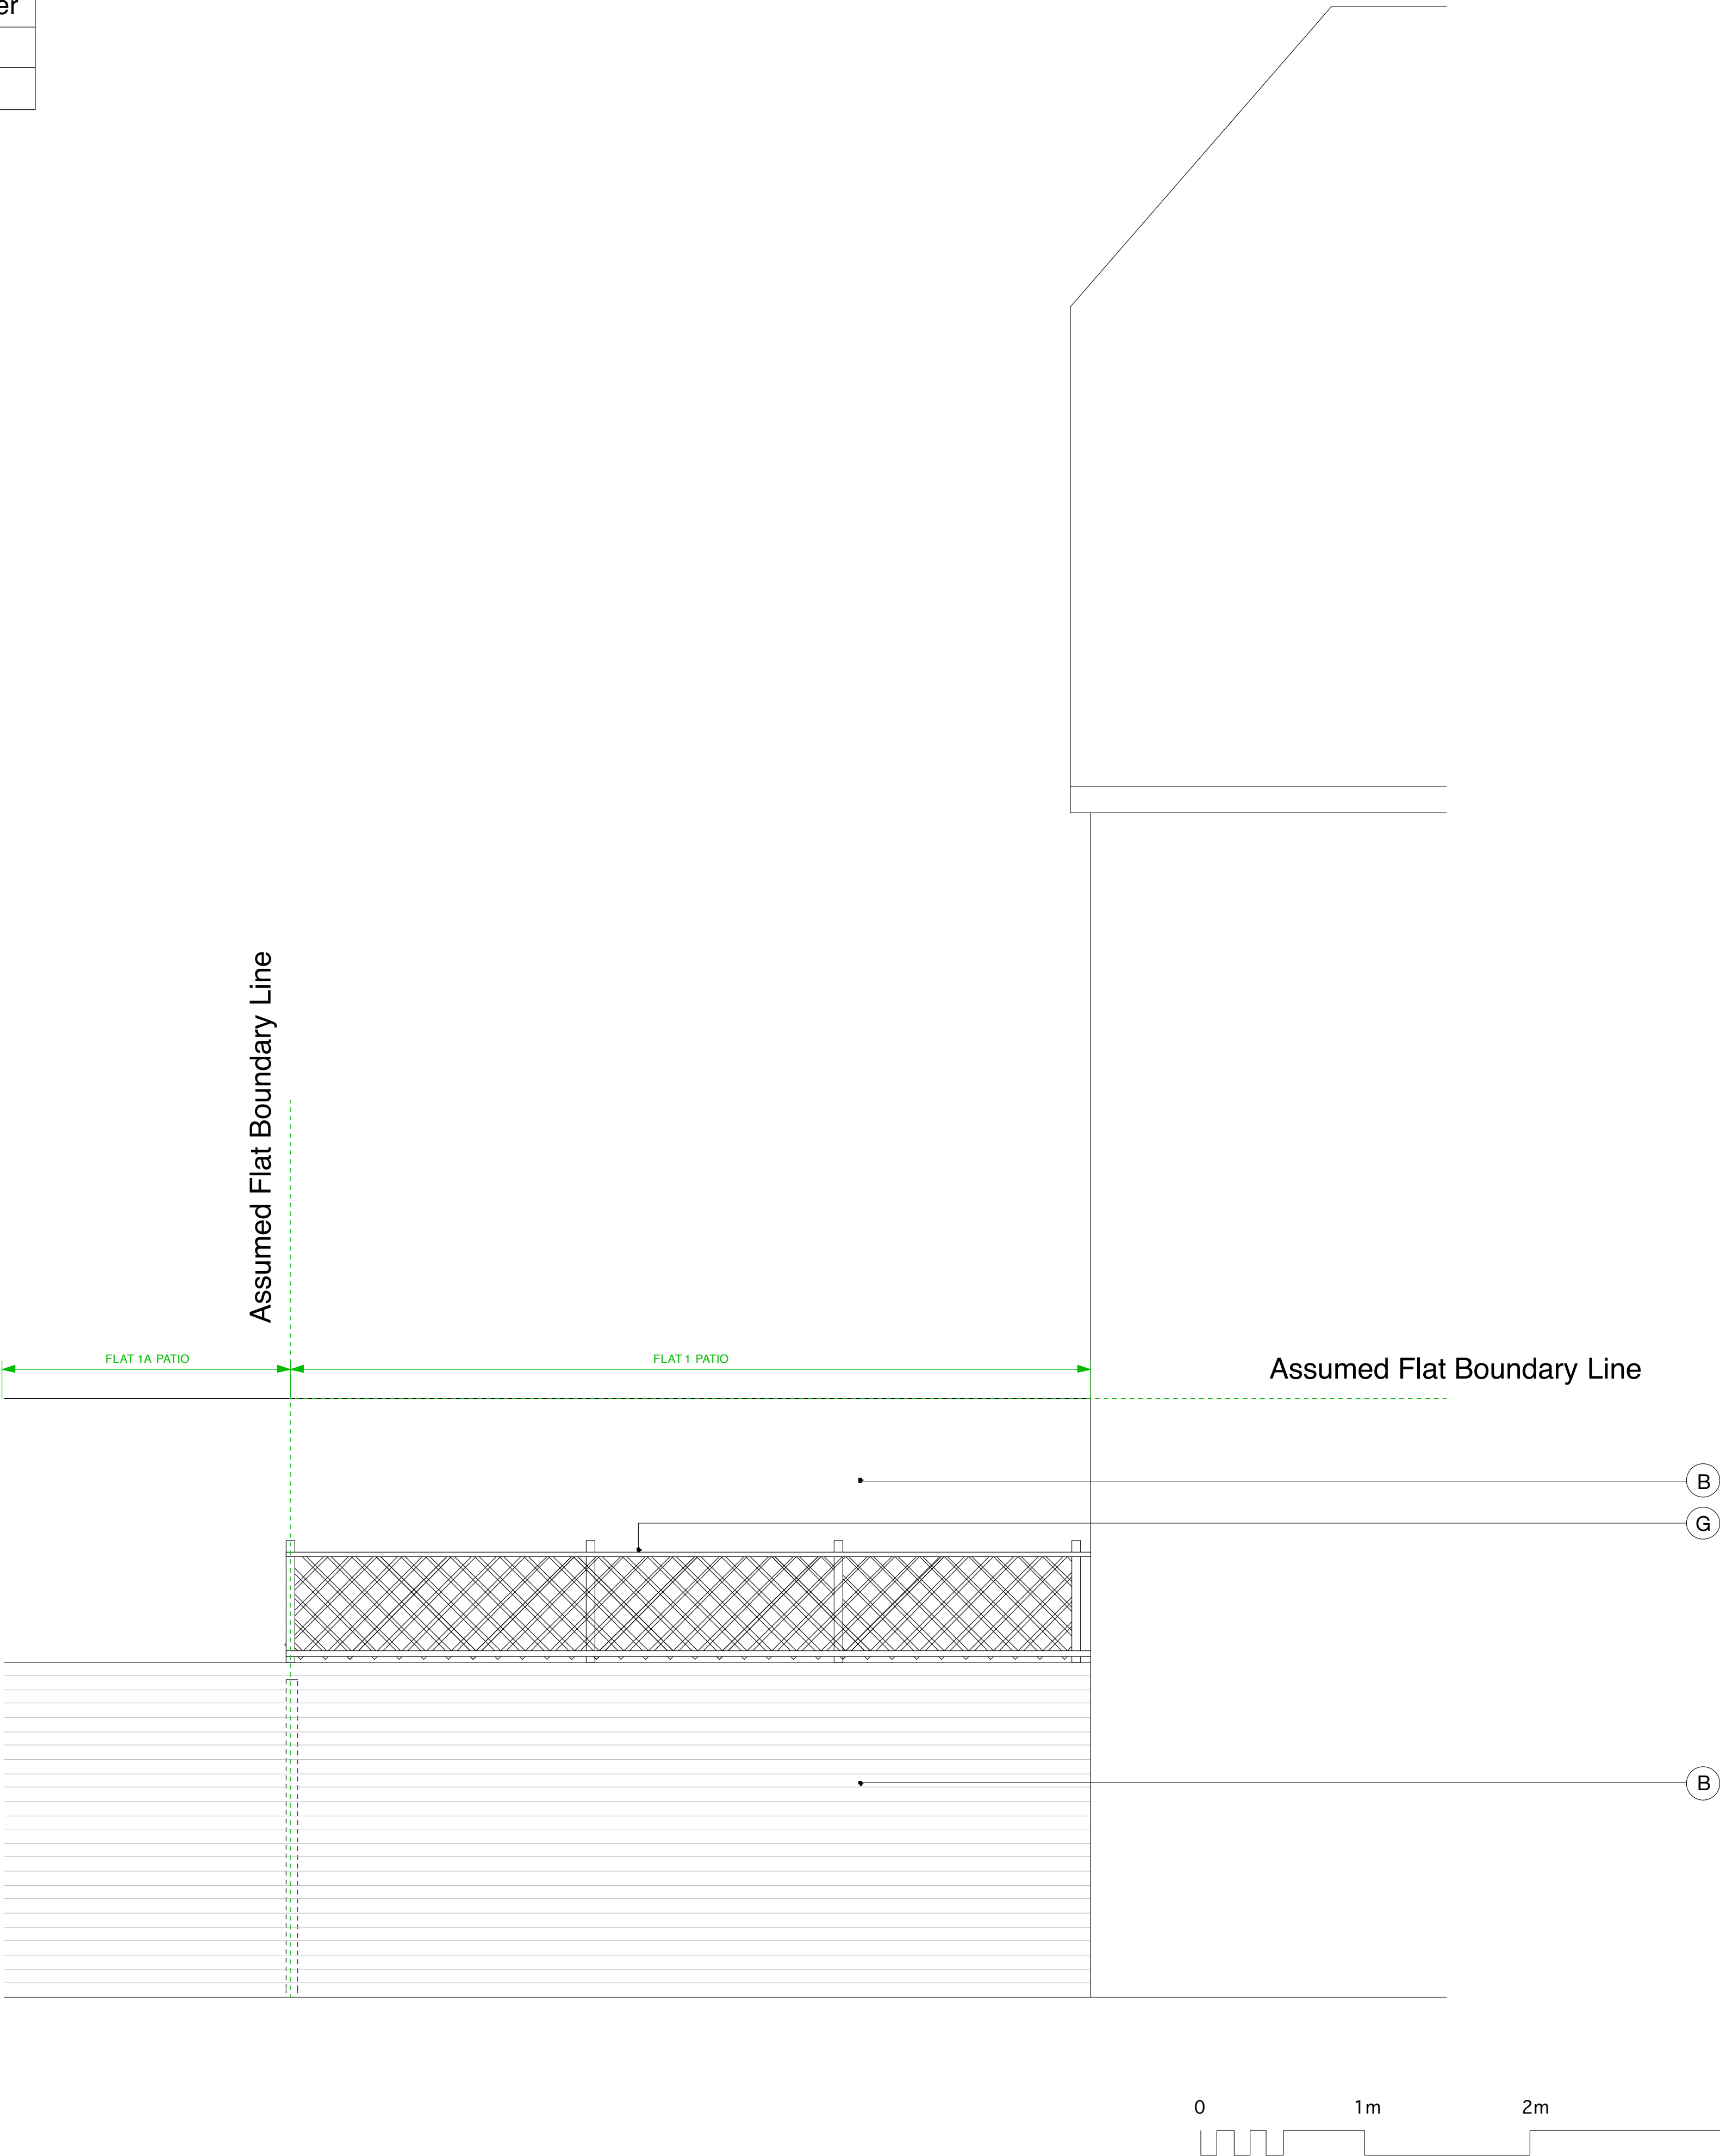 er
Assumed Flat Boundary Line
FLAT 1A PATIO
FLAT 1 PATIO
Assumed Flat Boundary Line
B
G
B
0 1m 2m